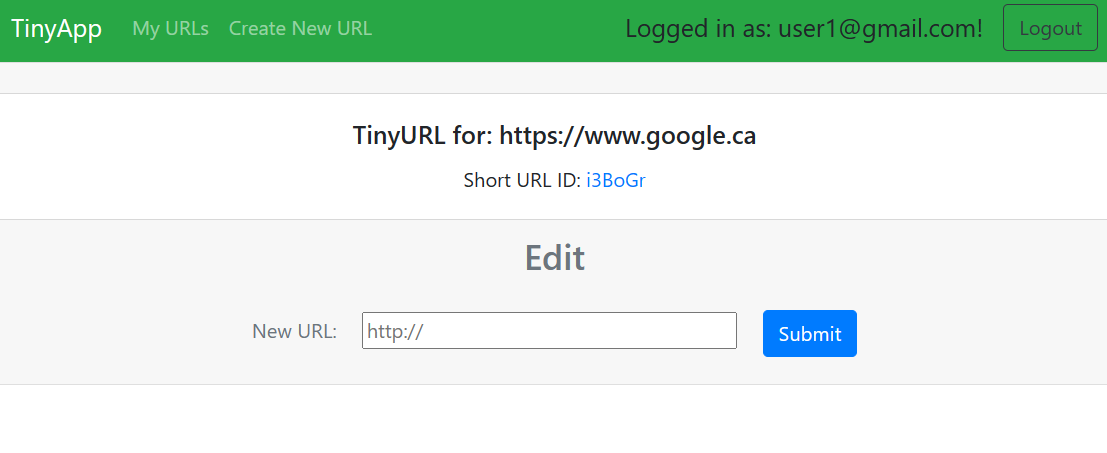 TinyApp My URLs Create New URL Logged in as: user1@gmail.com! Logout
TinyURL for: https://www.google.ca
Short URL ID: i3BoGr
Edit
New URL: http:// Submit